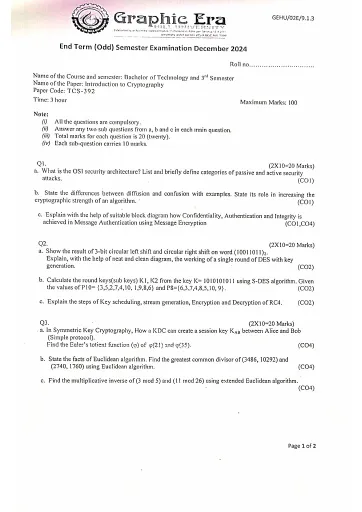 GEHU/02E/9.1.3
Graphic Era
HILL UNIVERSITY
End Term (Odd) Semester Examination December 2024
Roll no..............................
Name of the Course and semester: Bachelor of Technology and 3rd Semester
Name of the Paper: Introduction to Cryptography
Paper Code: TCS-392
Time: 3 hour Maximum Marks: 100
Note:
(i) All the questions are compulsory.
(ii) Answer any two sub questions from a, b and c in each main question.
(iii) Total marks for each question is 20 (twenty).
(iv) Each sub-question carries 10 marks.
Q1. (2X10=20 Marks)
a. What is the OSI security architecture? List and briefly define categories of passive and active security
attacks. (CO1)
b. State the differences between diffusion and confusion with examples. State its role in increasing the
cryptographic strength of an algorithm. (CO1)
c. Explain with the help of suitable block diagram how Confidentiality, Authentication and Integrity is
achieved in Message Authentication using Message Encryption (CO1,CO4)
Q2. (2X10=20 Marks)
a. Show the result of 3-bit circular left shift and circular right shift on word (10011011)2.
Explain, with the help of neat and clean diagram, the working of a single round of DES with key
generation. (CO2)
b. Calculate the round keys(sub keys) K1, K2 from the key K= 1010101011 using S-DES algorithm. Given
the values of P10= {3,5,2,7,4,10,1,9,8,6} and P8={6,3,7,4,8,5,10, 9}. (CO2)
c. Explain the steps of Key scheduling, stream generation, Encryption and Decryption of RC4. (CO2)
Q3. (2X10=20 Marks)
a. In Symmetric Key Cryptography, How a KDC can create a session key KAB between Alice and Bob
(Simple protocol).
Find the Euler's totient function (φ) of φ(21) and φ(35). (CO4)
b. State the facts of Euclidean algorithm. Find the greatest common divisor of (3486, 10292) and
(2740, 1760) using Euclidean algorithm. (CO4)
c. Find the multiplicative inverse of (3 mod 5) and (11 mod 26) using extended Euclidean algorithm.
(CO4)
Page 1 of 2